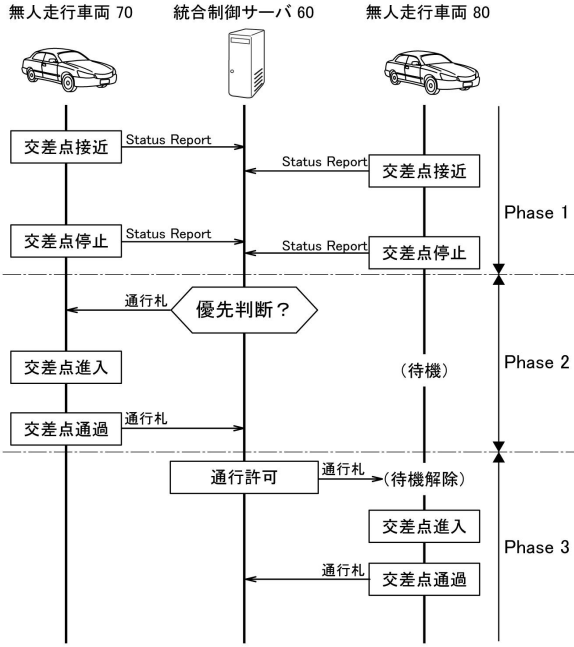 無人走行車両 70
統合制御サーバ 60
無人走行車両 80
交差点接近
Status Report
Status Report
交差点接近
Phase 1
交差点停止
Status Report
Status Report
交差点停止
通行札
優先判断？
交差点進入
(待機)
Phase 2
交差点通過
通行札
通行許可
通行札
(待機解除)
交差点進入
Phase 3
通行札
交差点通過